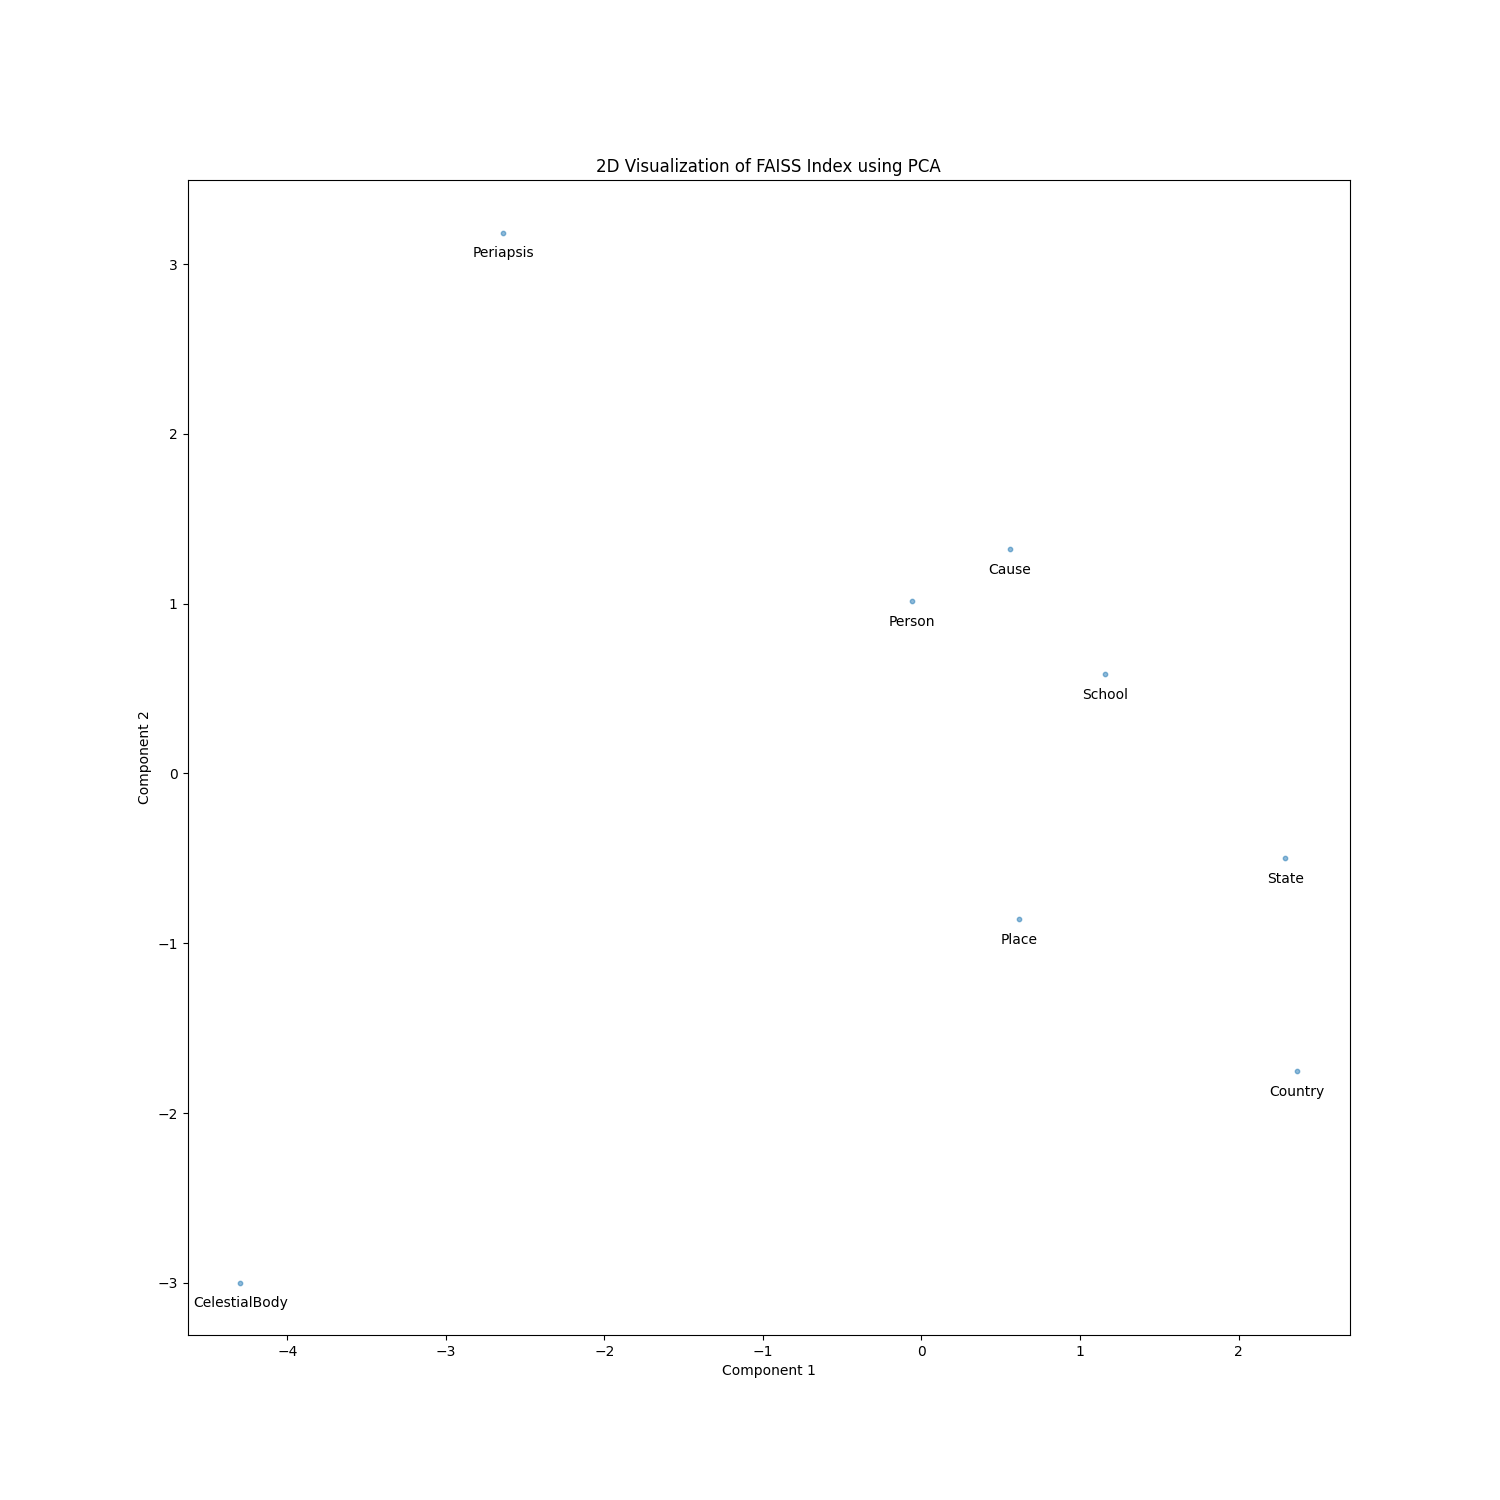 2D Visualization of FAISS Index using PCA
Periapsis
3
2
Cause
1
Person
School
Component 2
0
State
Place
−1
Country
−2
−3
CelestialBody
−4 −3 −2 −1 0 1 2
Component 1